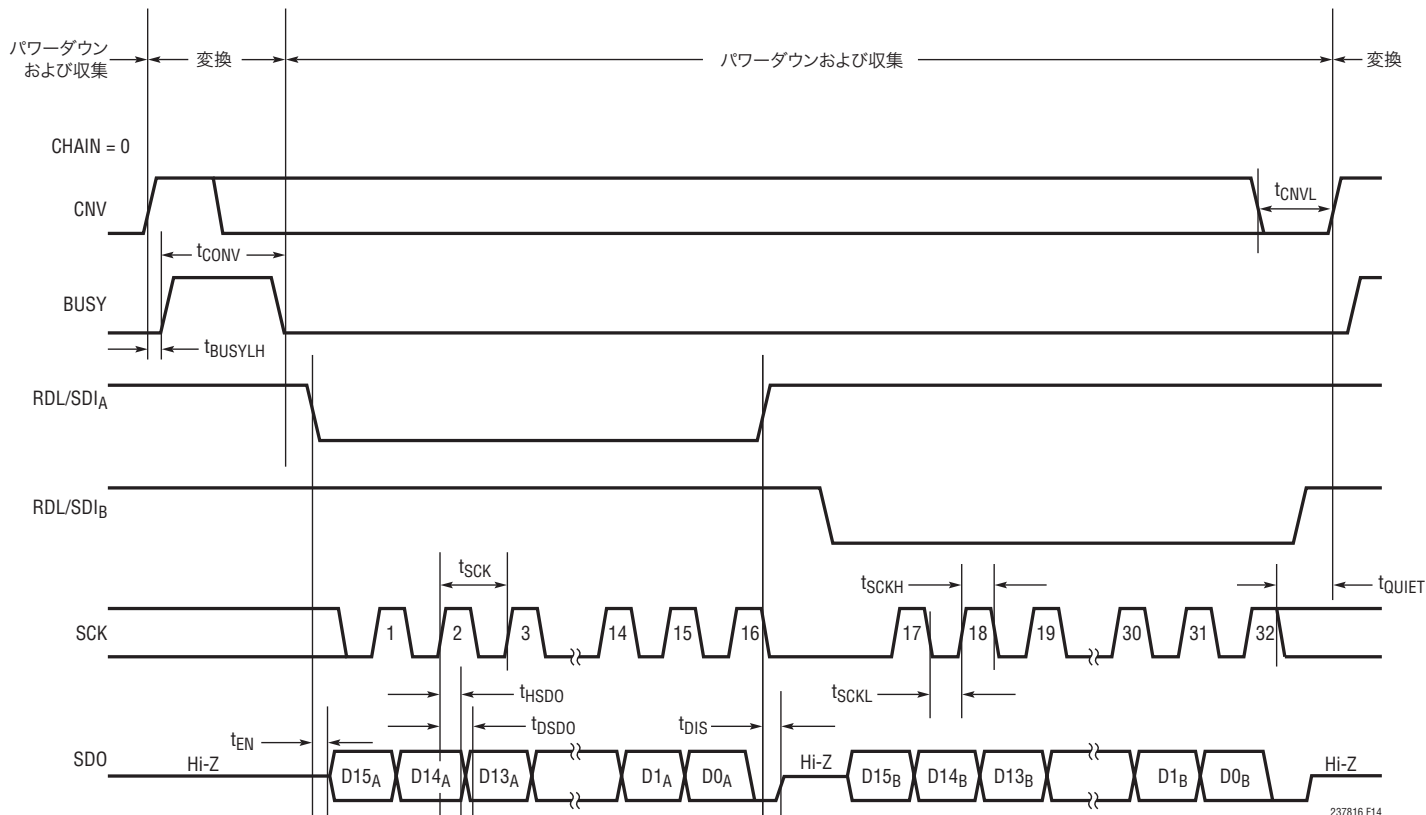 パワーダウン
および収集
変換
パワーダウンおよび収集
変換
CHAIN = 0
CNV
tCNVL
tCONV
BUSY
tBUSYLH
RDL/SDIA
RDL/SDIB
tSCK
tSCKH
tQUIET
SCK
1 2 3 14 15 16 17 18 19 30 31 32
tHSDO
tSCKL
tDSDO
tDIS
tEN
SDO
Hi-Z D15A D14A D13A D1A D0A Hi-Z D15B D14B D13B D1B D0B Hi-Z
237816 F14